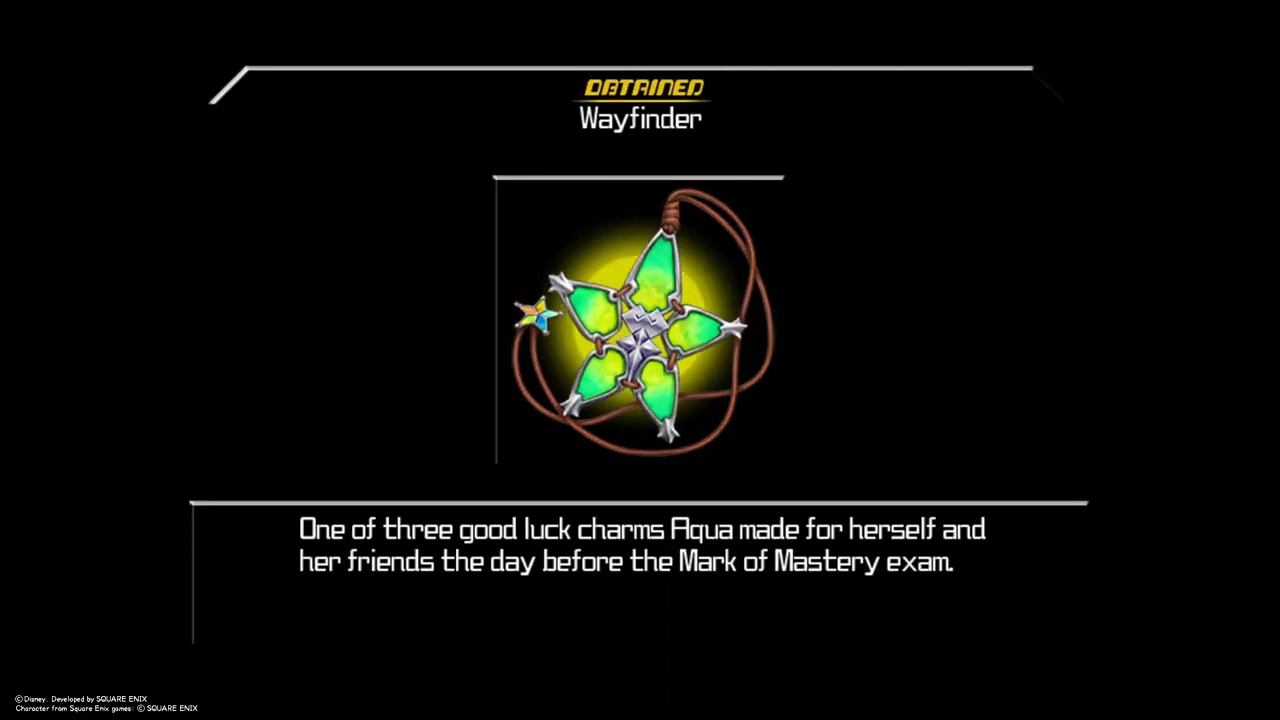 OBTAINED
Wayfinder
One of three good luck charms Aqua made for herself and
her friends the day before the Mark of Mastery exam.
©Disney. Developed by SQUARE ENIX
Character from Square Enix games: © SQUARE ENIX